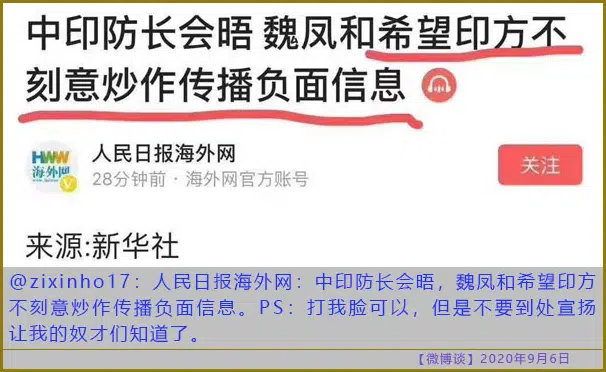 中印防长会晤 魏凤和希望印方不
刻意炒作传播负面信息
HWW
海外网
V
人民日报海外网
28分钟前 · 海外网官方账号
关注
来源:新华社
@zixinho17：人民日报海外网：中印防长会晤，魏凤和希望印方
不刻意炒作传播负面信息。PS：打我脸可以，但是不要到处宣扬
让我的奴才们知道了。
【微博谈】2020年9月6日